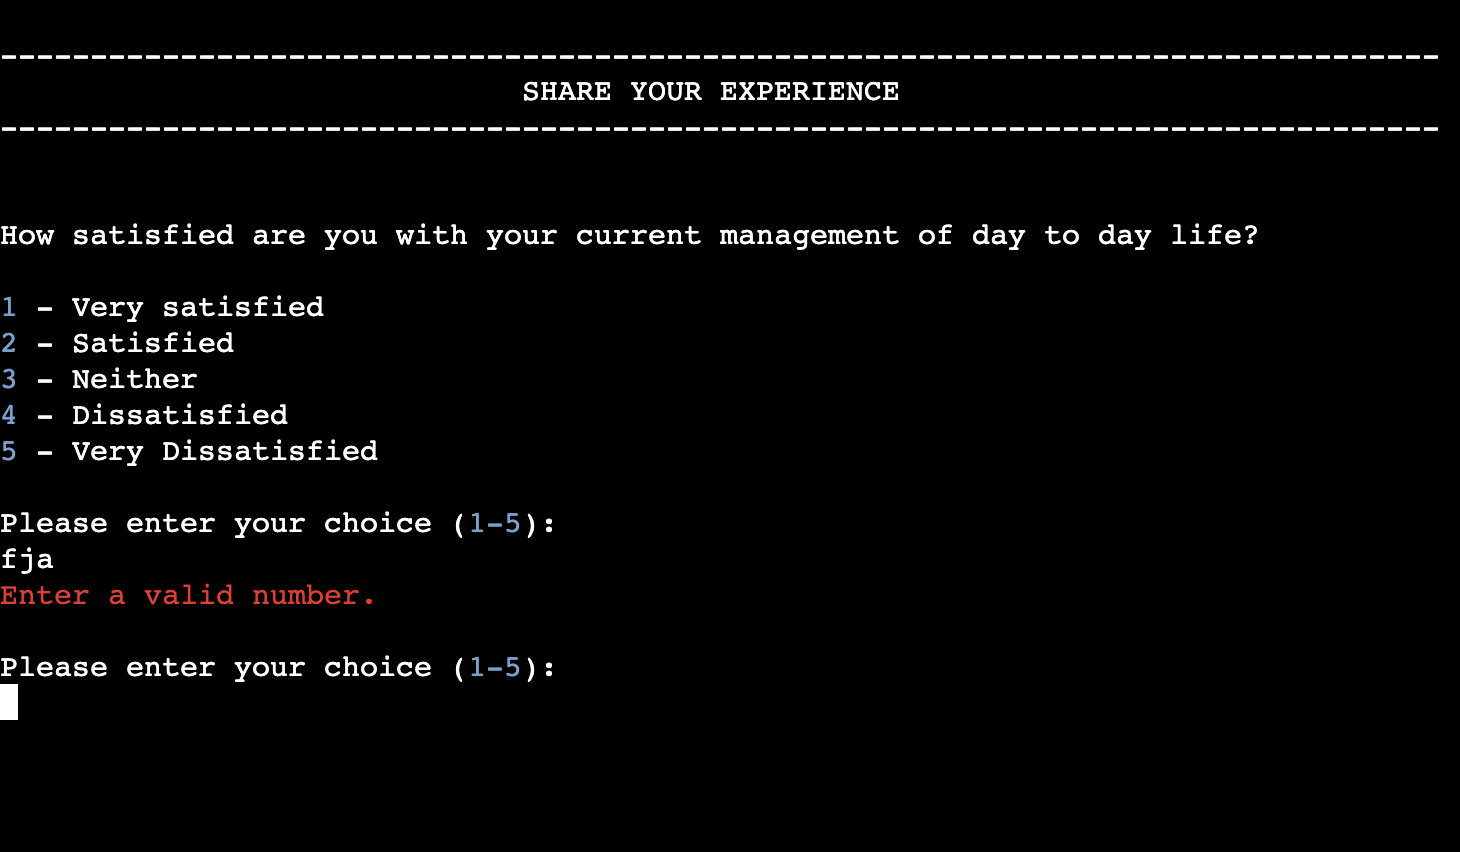 --------------------------------------------------------------------------------
SHARE YOUR EXPERIENCE
--------------------------------------------------------------------------------
How satisfied are you with your current management of day to day life?
1 - Very satisfied
2 - Satisfied
3 - Neither
4 - Dissatisfied
5 - Very Dissatisfied
Please enter your choice (1-5):
fja
Enter a valid number.
Please enter your choice (1-5):